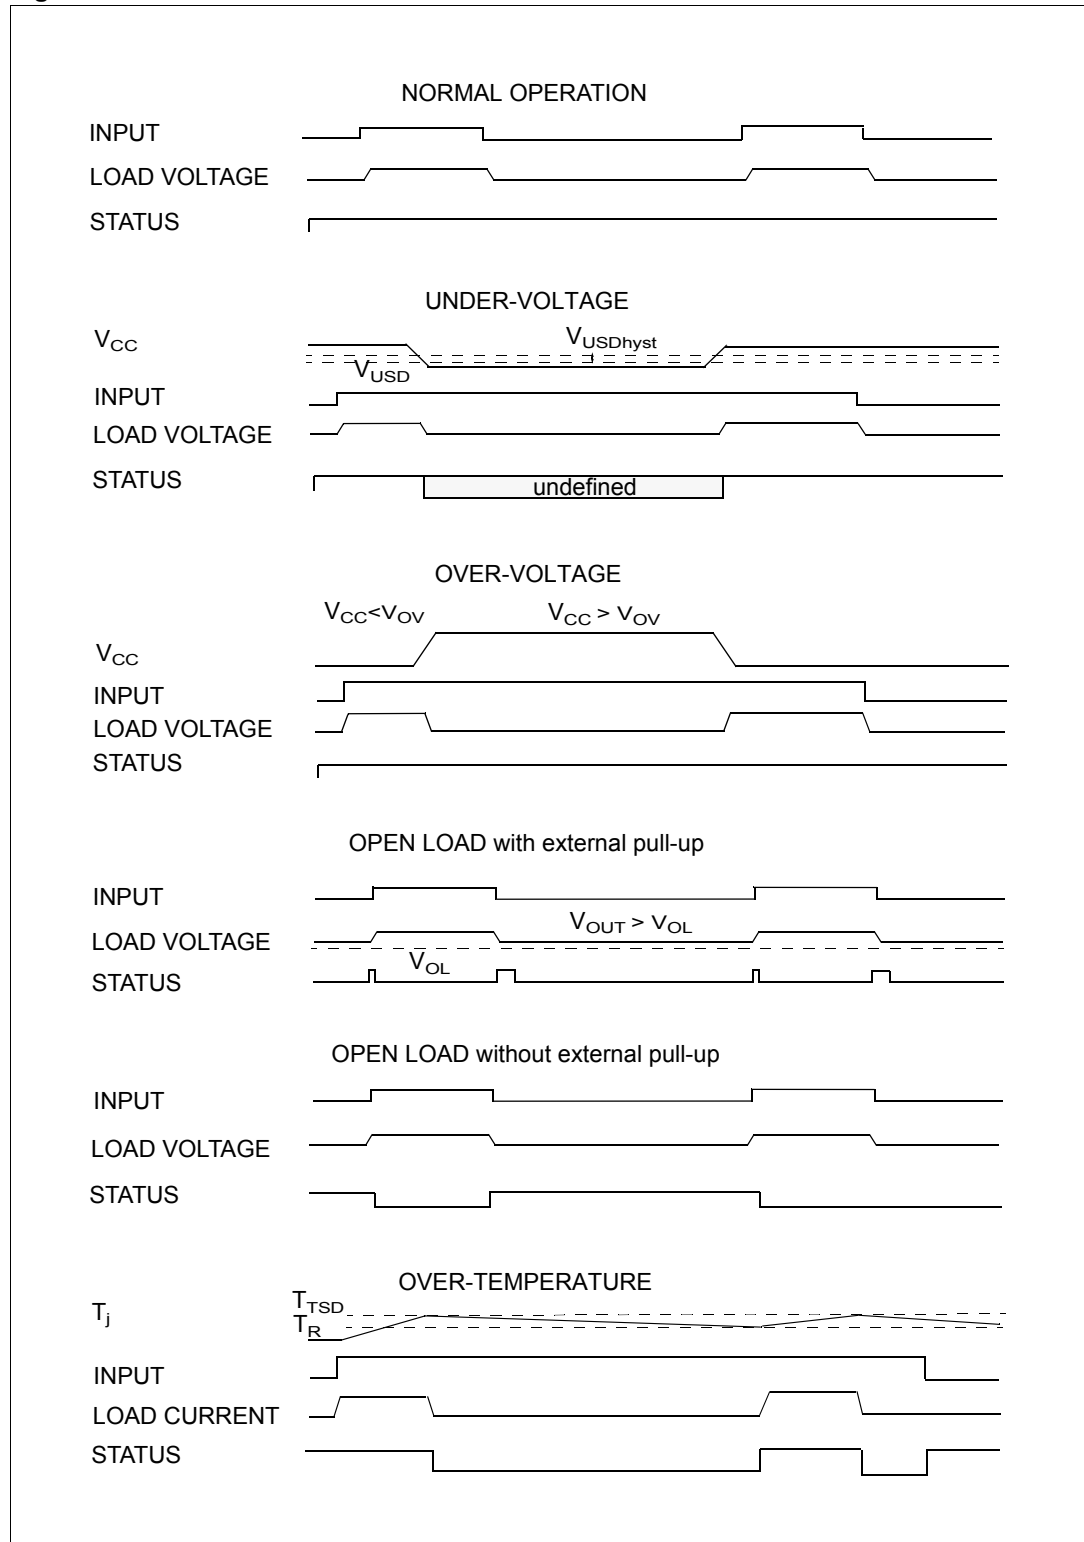 NORMAL OPERATION
INPUT
LOAD VOLTAGE
STATUS
UNDER-VOLTAGE
VCC
VUSDhyst
VUSD
INPUT
LOAD VOLTAGE
STATUS
undefined
OVER-VOLTAGE
VCC<VOV
VCC > VOV
VCC
INPUT
LOAD VOLTAGE
STATUS
OPEN LOAD with external pull-up
INPUT
VOUT > VOL
LOAD VOLTAGE
VOL
STATUS
OPEN LOAD without external pull-up
INPUT
LOAD VOLTAGE
STATUS
OVER-TEMPERATURE
Tj
TTSD
TR
INPUT
LOAD CURRENT
STATUS